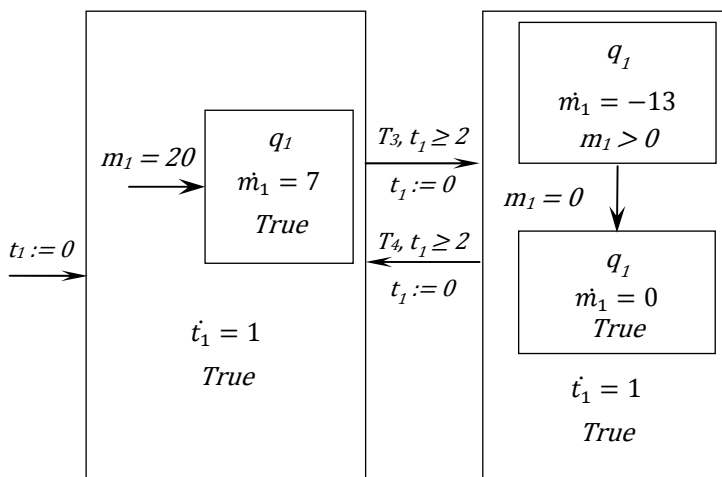 t₁ := 0
m₁ = 20
q₁
ṁ₁ = 7
True
ṫ₁ = 1
True
T₃, t₁ ≥ 2
t₁ := 0
T₄, t₁ ≥ 2
t₁ := 0
q₁
ṁ₁ = −13
m₁ > 0
m₁ = 0
q₁
ṁ₁ = 0
True
ṫ₁ = 1
True